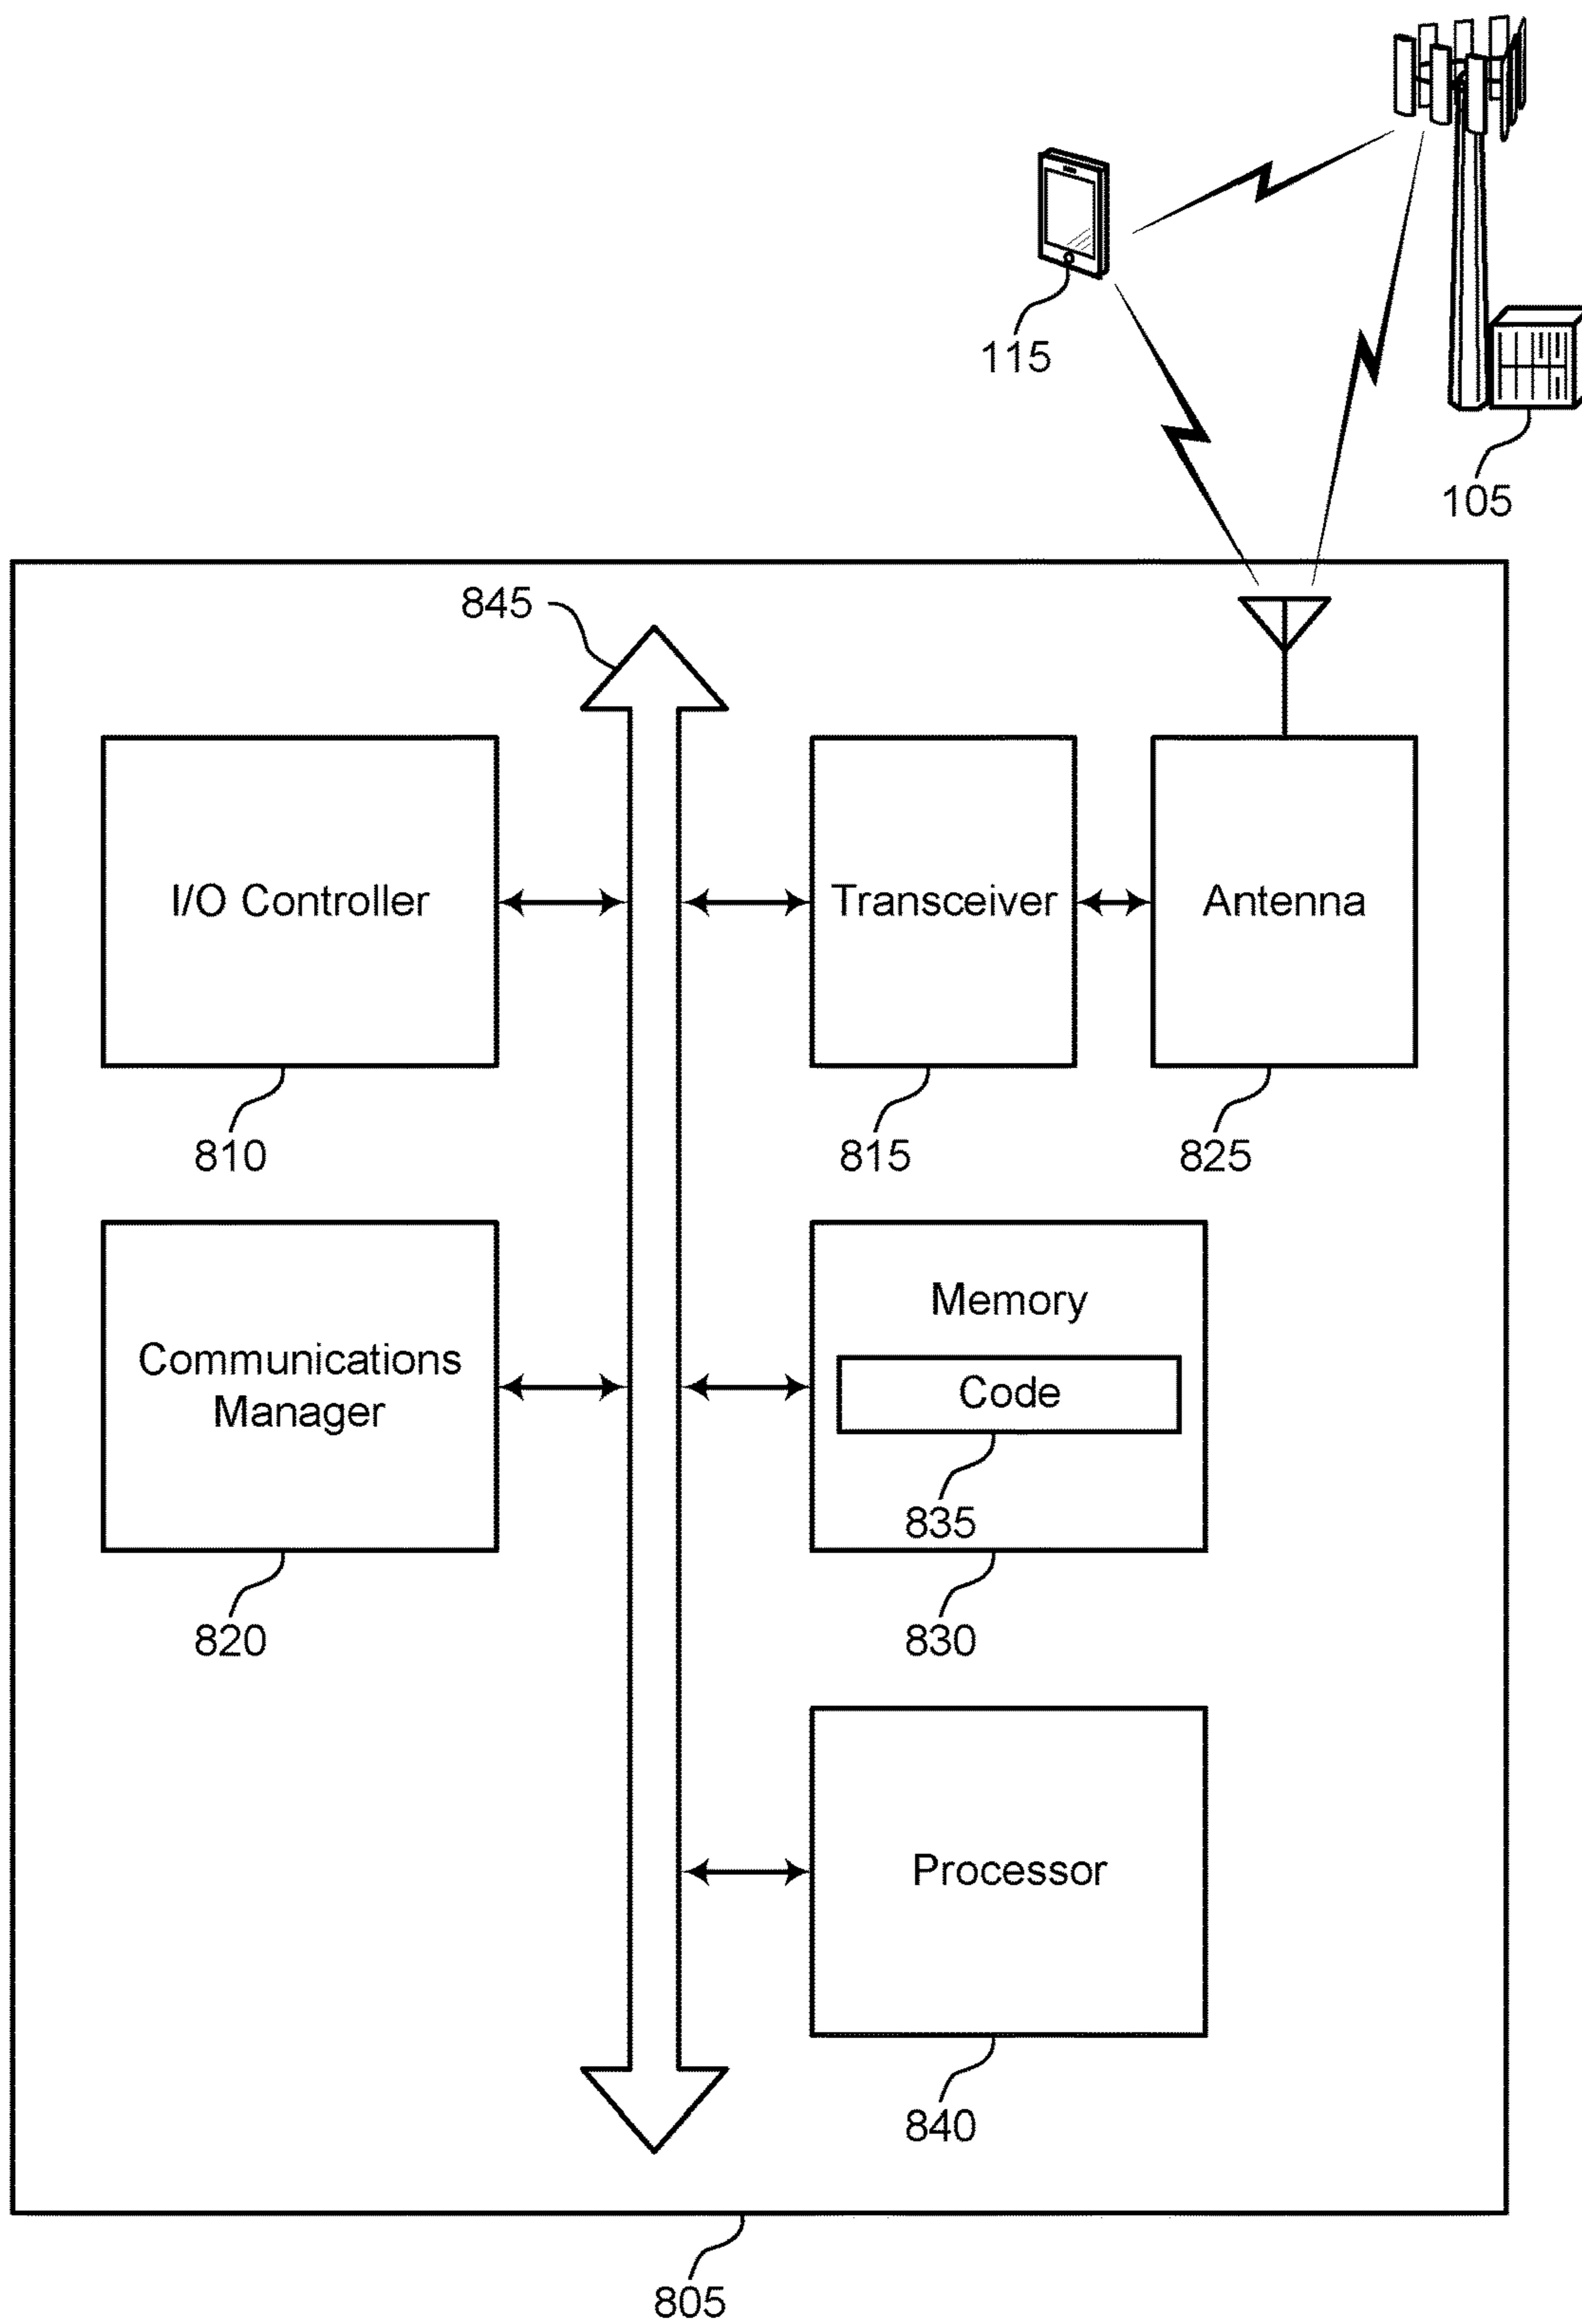 115
105
845
I/O Controller
Transceiver
Antenna
810
815
825
Communications
Manager
Memory
Code
835
820
830
Processor
840
805